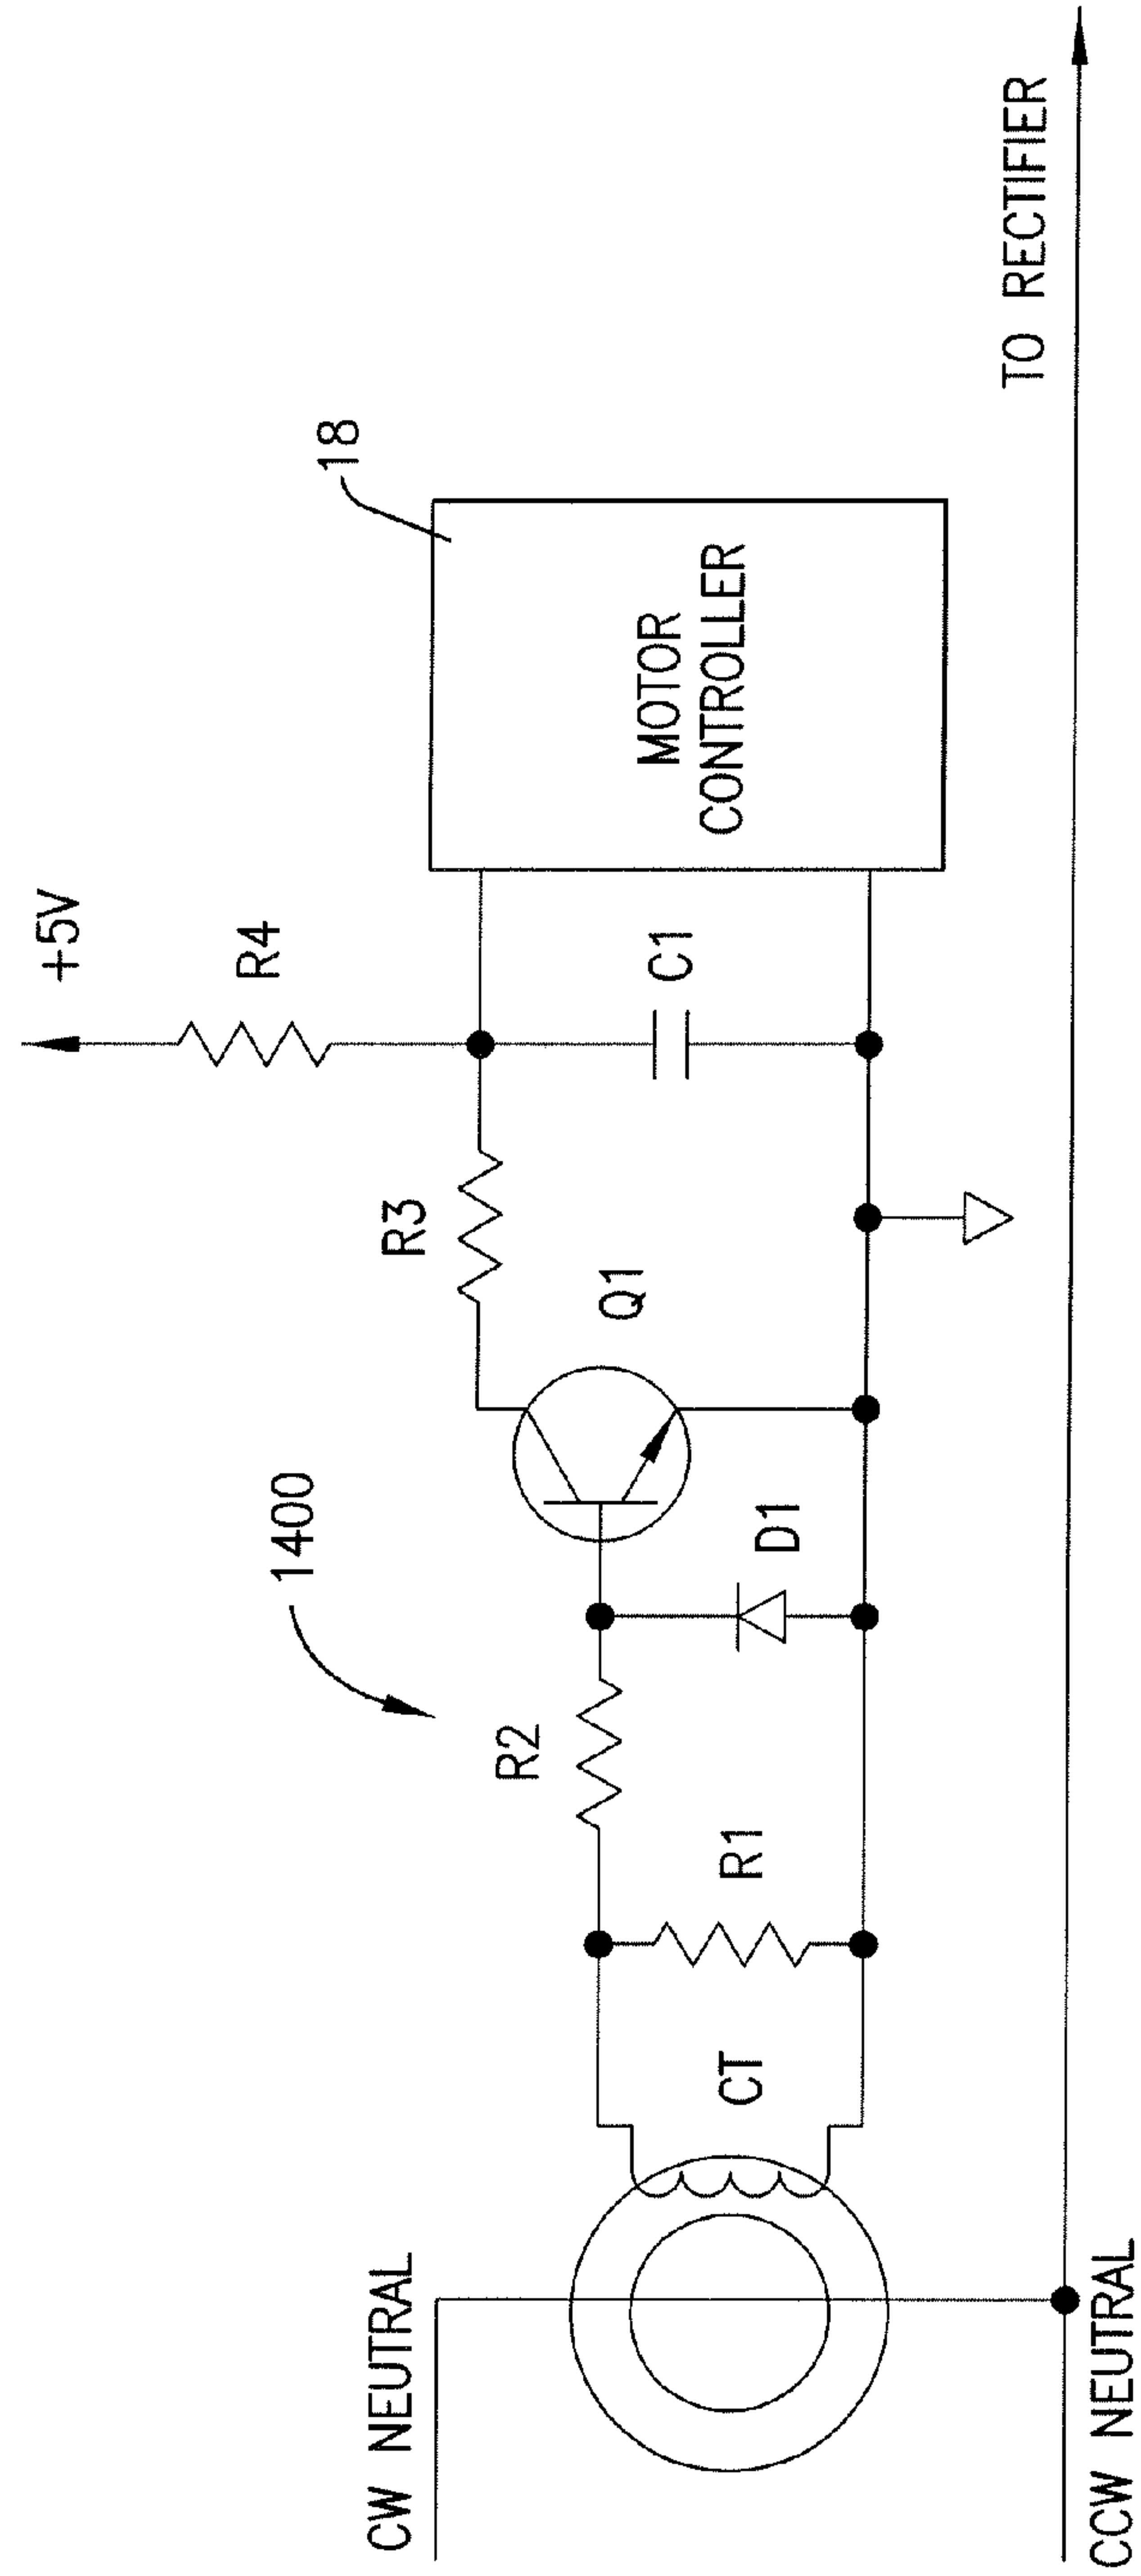 +5V
R4
18
1400
R3
Q1
C1
MOTOR
CONTROLLER
R2
D1
R1
CT
CW NEUTRAL
TO RECTIFIER
CCW NEUTRAL